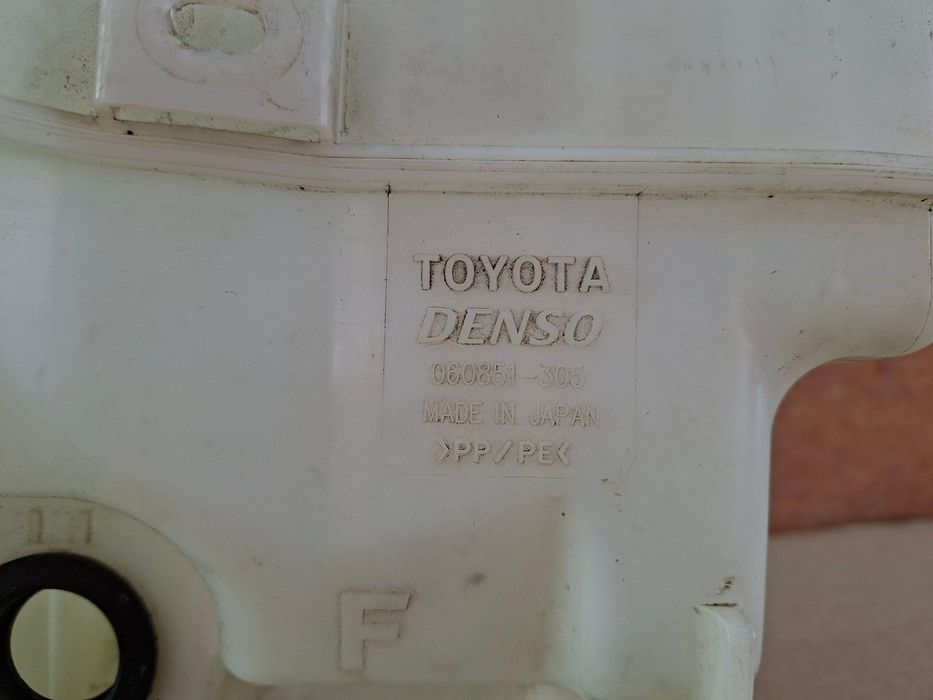 TOYOTA
DENSO
060851-305
MADE IN JAPAN
>PP/PE<
F